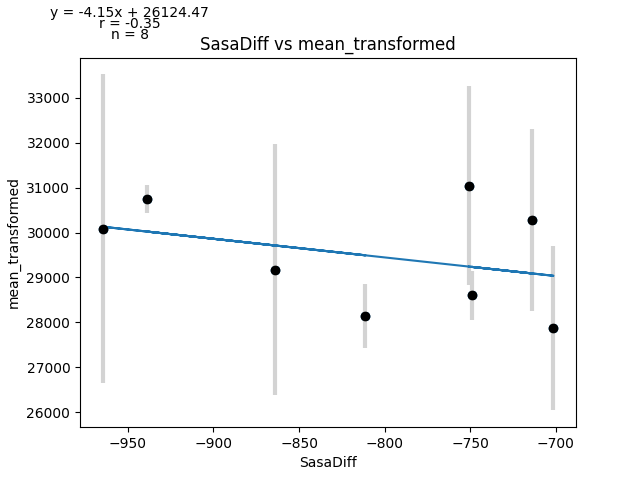 y = -4.15x + 26124.47
r = -0.35
n = 8
SasaDiff vs mean_transformed
mean_transformed
33000
32000
31000
30000
29000
28000
27000
26000
−950
−900
−850
−800
−750
−700
SasaDiff